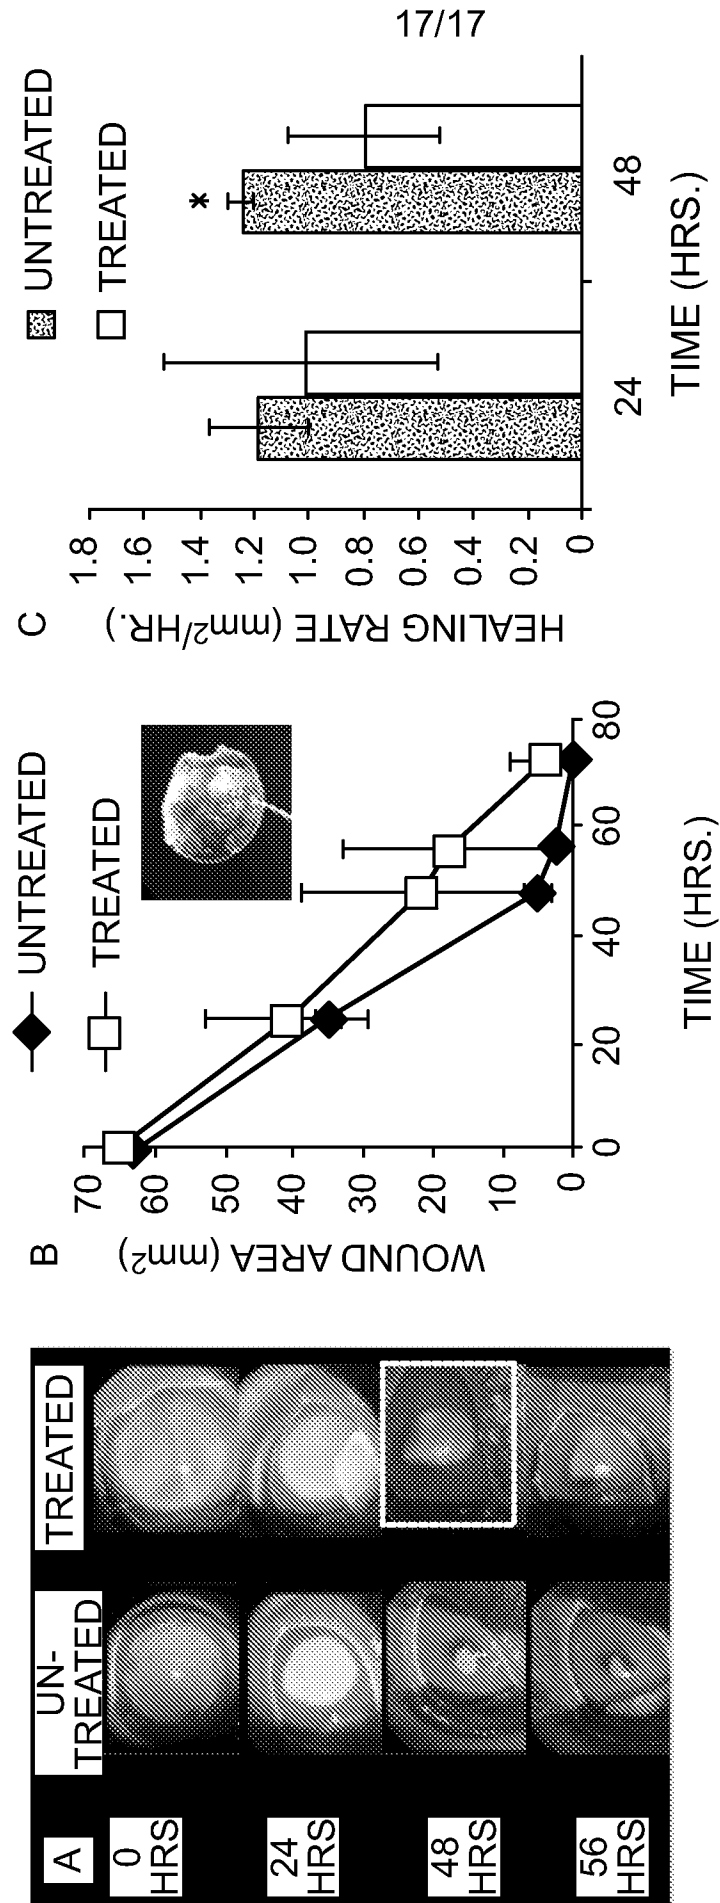 17/17
A
UN-
TREATED
TREATED
0
HRS
24
HRS
48
HRS
56
HRS
B
UNTREATED
TREATED
WOUND AREA (mm²)
70
60
50
40
30
20
10
0
0
20
40
60
80
TIME (HRS.)
C
UNTREATED
TREATED
HEALING RATE (mm²/HR.)
1.8
1.6
1.4
1.2
1.0
0.8
0.6
0.4
0.2
0
*
24
48
TIME (HRS.)